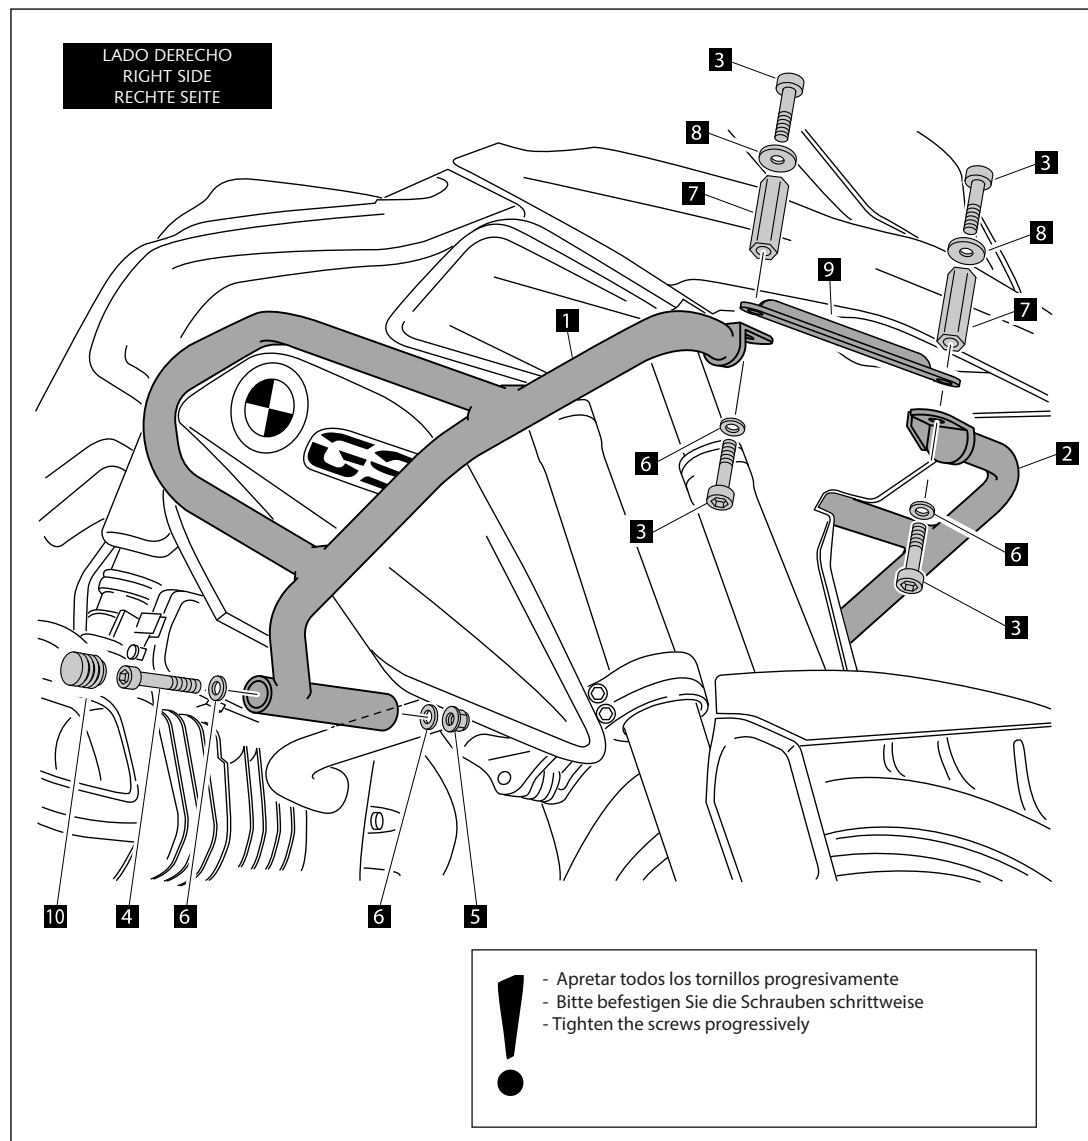 LADO DERECHO
RIGHT SIDE
RECHTE SEITE
3
8
3
7
8
9
7
1
2
6
6
3
3
GS
10
4
6
6
5
- Apretar todos los tornillos progresivamente
- Bitte befestigen Sie die Schrauben schrittweise
- Tighten the screws progressively